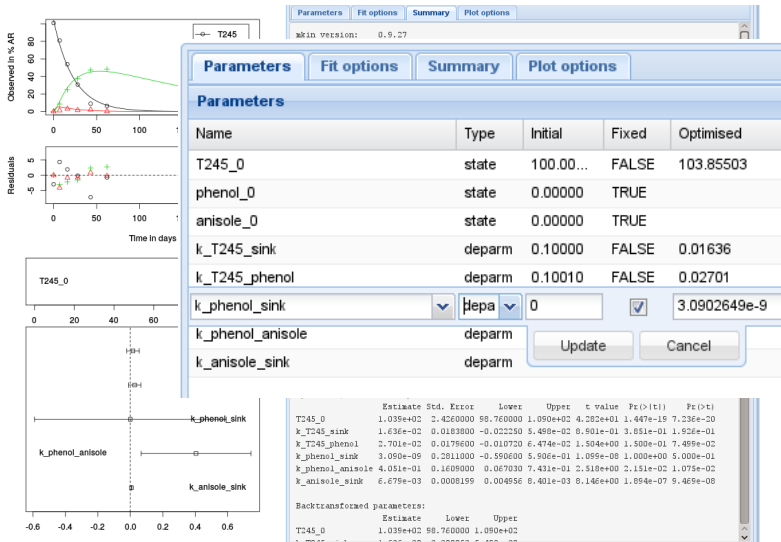 Parameters Fit options Summary Plot options
mkin version: 0.9.27
T245
Observed in % AR
80
60
40
20
0
0 50 100
Residuals
5
0
-5
0 50 100
Time in days
T245_0
0 20 40 60
k_phenol_sink
k_phenol_anisole
k_anisole_sink
-0.6 -0.4 -0.2 0.0 0.2 0.4 0.6
Parameters Fit options Summary Plot options
Parameters
Name Type Initial Fixed Optimised
T245_0 state 100.00... FALSE 103.85503
phenol_0 state 0.00000 TRUE
anisole_0 state 0.00000 TRUE
k_T245_sink deparm 0.10000 FALSE 0.01636
k_T245_phenol deparm 0.10010 FALSE 0.02701
k_phenol_sink depa 0 3.0902649e-9
k_phenol_anisole deparm
k_anisole_sink deparm
Update Cancel
Estimate Std. Error Lower Upper t value Pr(>|t|) Pr(>t)
T245_0 1.039e+02 2.4260000 98.760000 1.090e+02 4.282e+01 1.447e-19 7.236e-20
k_T245_sink 1.636e-02 0.0183800 -0.022250 5.498e-02 8.901e-01 3.851e-01 1.926e-01
k_T245_phenol 2.701e-02 0.0179600 -0.010720 6.474e-02 1.504e+00 1.500e-01 7.499e-02
k_phenol_sink 3.090e-09 0.2811000 -0.590600 5.906e-01 1.099e-08 1.000e+00 5.000e-01
k_phenol_anisole 4.051e-01 0.1609000 0.067030 7.431e-01 2.518e+00 2.151e-02 1.075e-02
k_anisole_sink 6.679e-03 0.0008199 0.004956 8.401e-03 8.146e+00 1.894e-07 9.469e-08
Backtransformed parameters:
Estimate Lower Upper
T245_0 1.039e+02 98.760000 1.090e+02